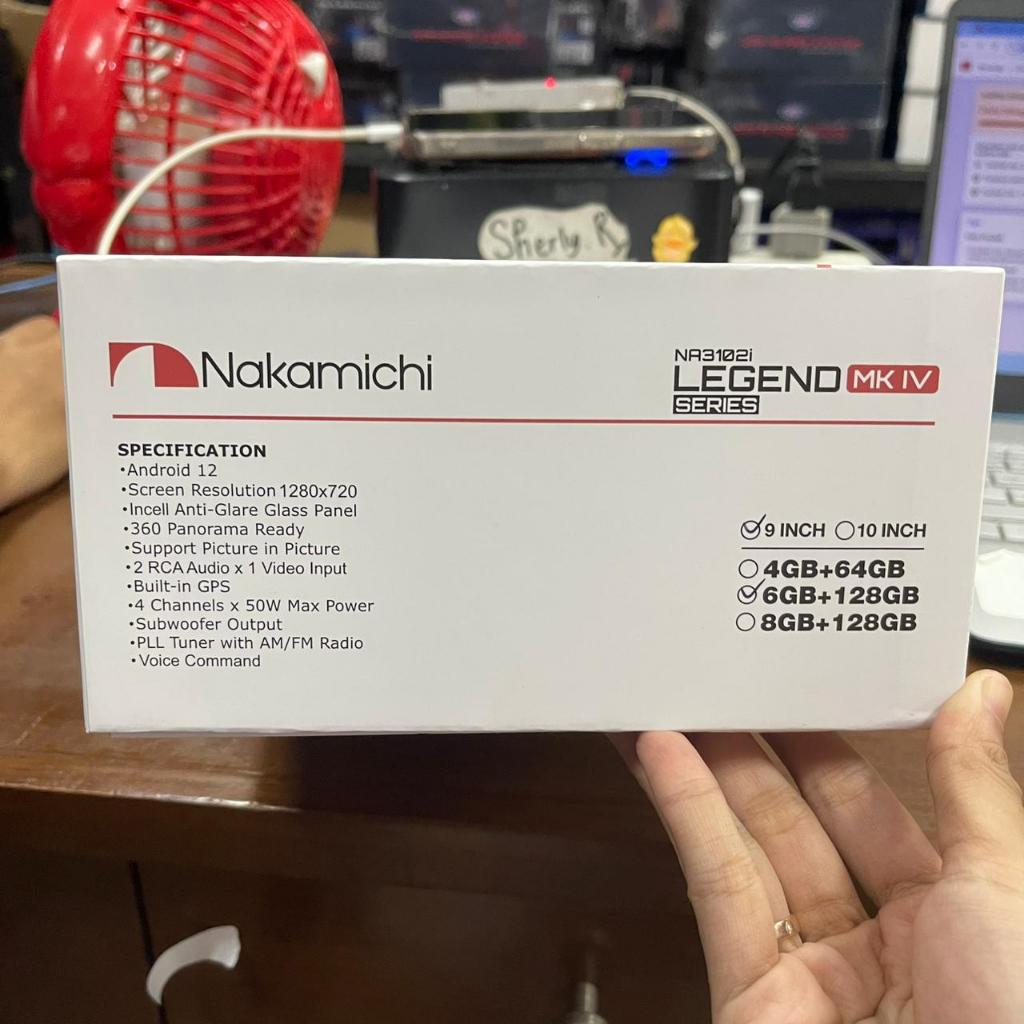 Sherly. R
Nakamichi
NA3102i
LEGEND MK IV
SERIES
SPECIFICATION
•Android 12
•Screen Resolution 1280x720
•Incell Anti-Glare Glass Panel
•360 Panorama Ready
•Support Picture in Picture
•2 RCA Audio x 1 Video Input
•Built-in GPS
•4 Channels x 50W Max Power
•Subwoofer Output
•PLL Tuner with AM/FM Radio
•Voice Command
9 INCH 10 INCH
4GB+64GB
6GB+128GB
8GB+128GB